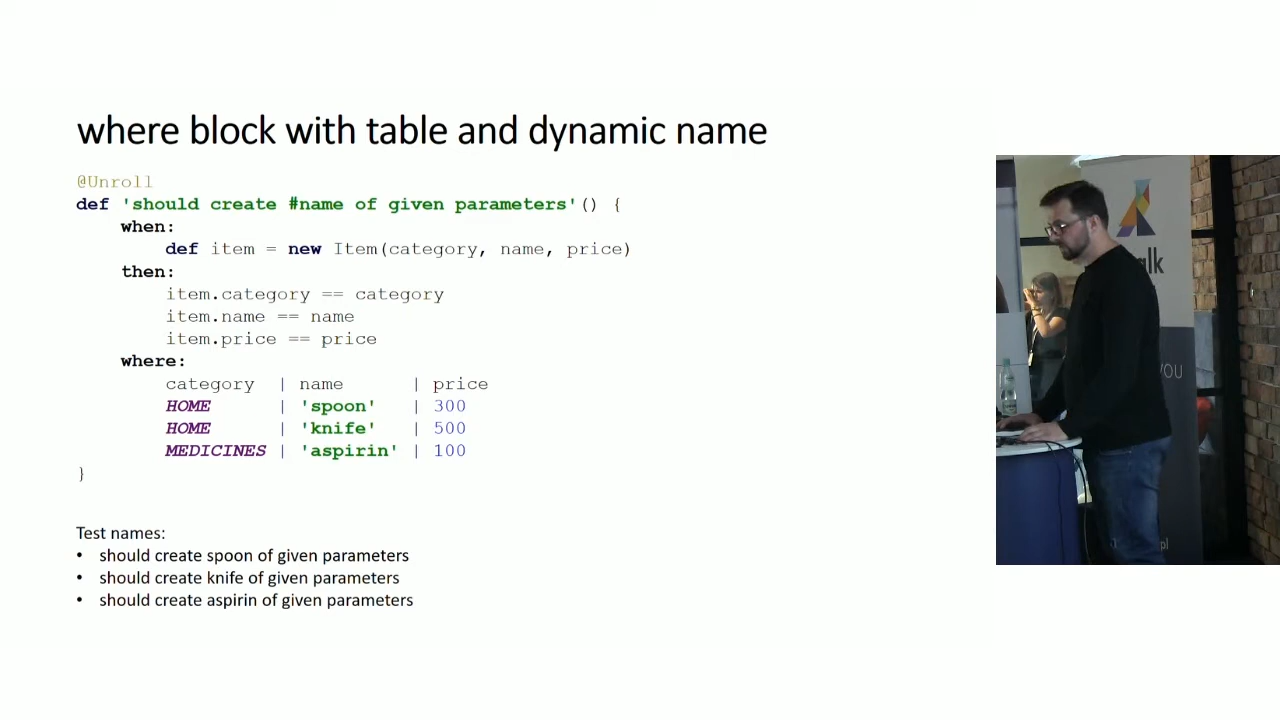 where block with table and dynamic name
@Unroll
def 'should create #name of given parameters'() {
when:
def item = new Item(category, name, price)
then:
item.category == category
item.name == name
item.price == price
where:
category | name | price
HOME | 'spoon' | 300
HOME | 'knife' | 500
MEDICINES | 'aspirin' | 100
}
Test names:
• should create spoon of given parameters
• should create knife of given parameters
• should create aspirin of given parameters
alk
YOU
.pl